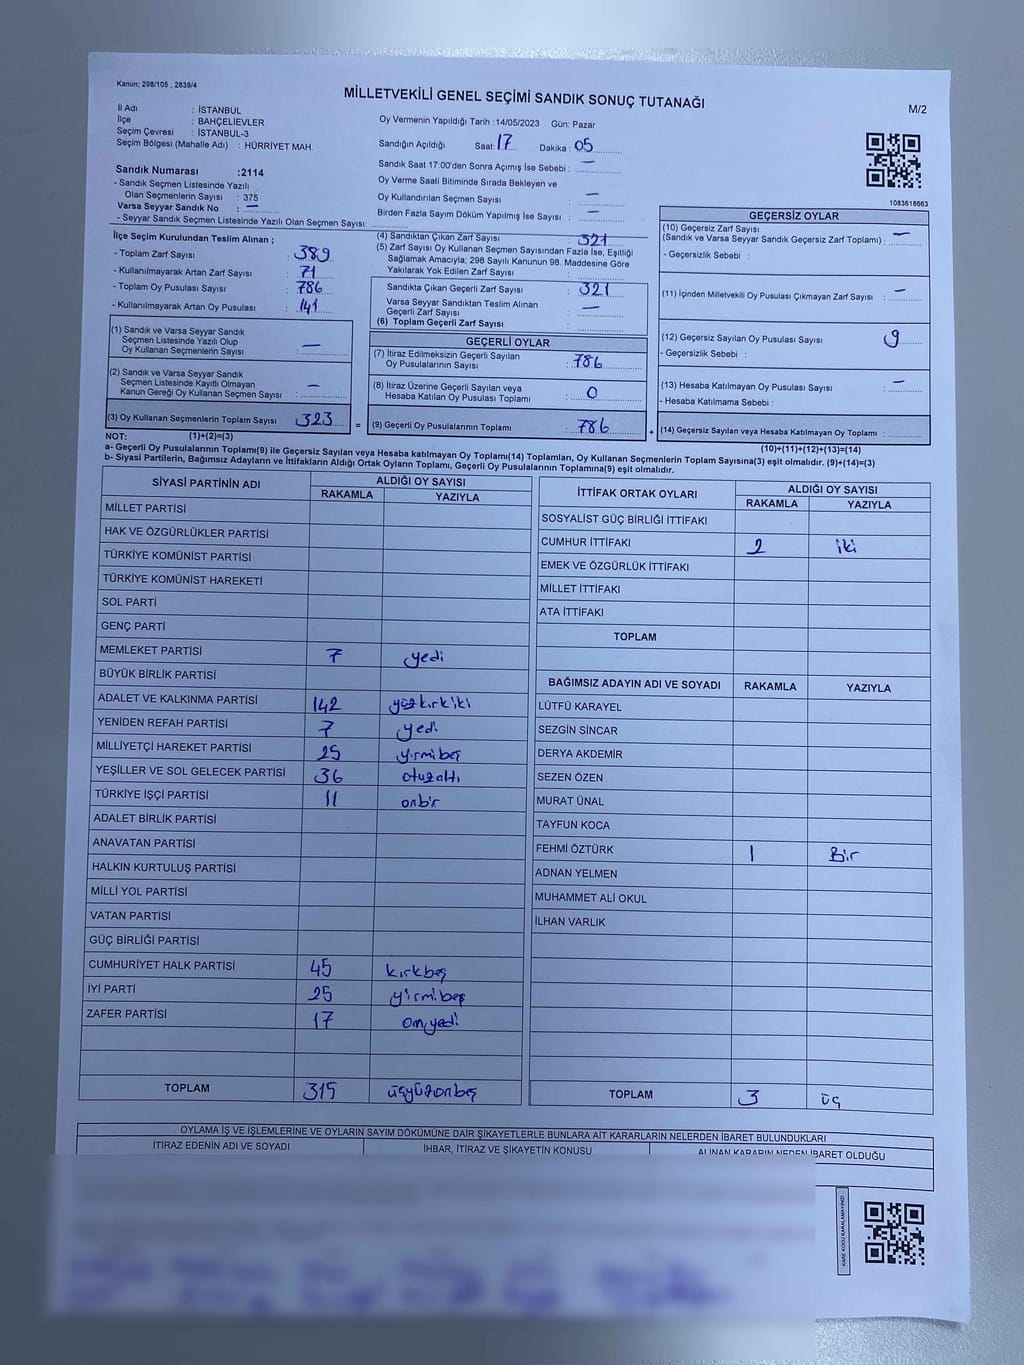 Kanun; 298/105 , 2839/4
MİLLETVEKİLİ GENEL SEÇİMİ SANDIK SONUÇ TUTANAĞI
M/2
İl Adı : İSTANBUL
İlçe : BAHÇELİEVLER
Seçim Çevresi : İSTANBUL-3
Seçim Bölgesi (Mahalle Adı) : HÜRRİYET MAH.
Oy Vermenin Yapıldığı Tarih :14/05/2023 Gün: Pazar
Sandığın Açıldığı Saat: 17 Dakika : 05
Sandık Saat 17:00'den Sonra Açımış İse Sebebi : —
Oy Verme Saati Bitiminde Sırada Bekleyen ve
Oy Kullandırılan Seçmen Sayısı : —
Birden Fazla Sayım Döküm Yapılmış İse Sayısı : —
1083618663
Sandık Numarası :2114
- Sandık Seçmen Listesinde Yazılı
Olan Seçmenlerin Sayısı : 375
Varsa Seyyar Sandık No : —
- Seyyar Sandık Seçmen Listesinde Yazılı Olan Seçmen Sayısı:
İlçe Seçim Kurulundan Teslim Alınan ;
- Toplam Zarf Sayısı : 389
- Kullanılmayarak Artan Zarf Sayısı : 71
- Toplam Oy Pusulası Sayısı : 786
- Kullanılmayarak Artan Oy Pusulası : 141
(4) Sandıktan Çıkan Zarf Sayısı : 321
(5) Zarf Sayısı Oy Kullanan Seçmen Sayısından Fazla İse, Eşitliği
Sağlamak Amacıyla; 298 Sayılı Kanunun 98. Maddesine Göre
Yakılarak Yok Edilen Zarf Sayısı :
Sandıkta Çıkan Geçerli Zarf Sayısı : 321
Varsa Seyyar Sandıktan Teslim Alınan
Geçerli Zarf Sayısı : —
(6) Toplam Geçerli Zarf Sayısı :
GEÇERSİZ OYLAR
(10) Geçersiz Zarf Sayısı
(Sandık ve Varsa Seyyar Sandık Geçersiz Zarf Toplamı) : —
- Geçersizlik Sebebi :
(11) İçinden Milletvekili Oy Pusulası Çıkmayan Zarf Sayısı : —
(12) Geçersiz Sayılan Oy Pusulası Sayısı : 9
- Geçersizlik Sebebi :
(13) Hesaba Katılmayan Oy Pusulası Sayısı : —
- Hesaba Katılmama Sebebi :
(14) Geçersiz Sayılan veya Hesaba Katılmayan Oy Toplamı :
(1) Sandık ve Varsa Seyyar Sandık
Seçmen Listesinde Yazılı Olup
Oy Kullanan Seçmenlerin Sayısı : —
(2) Sandık ve Varsa Seyyar Sandık
Seçmen Listesinde Kayıtlı Olmayan
Kanun Gereği Oy Kullanan Seçmen Sayısı : —
(3) Oy Kullanan Seçmenlerin Toplam Sayısı 323 =
GEÇERLİ OYLAR
(7) İtiraz Edilmeksizin Geçerli Sayılan
Oy Pusulalarının Sayısı : 786
(8) İtiraz Üzerine Geçerli Sayılan veya
Hesaba Katılan Oy Pusulası Toplamı : 0
(9) Geçerli Oy Pusulalarının Toplamı : 786 +
NOT: (1)+(2)=(3)
(10)+(11)+(12)+(13)=(14)
a- Geçerli Oy Pusulalarının Toplamı(9) ile Geçersiz Sayılan veya Hesaba katılmayan Oy Toplamı(14) Toplamları, Oy Kullanan Seçmenlerin Toplam Sayısına(3) eşit olmalıdır. (9)+(14)=(3)
b- Siyasi Partilerin, Bağımsız Adayların ve İttifakların Aldığı Ortak Oyların Toplamı, Geçerli Oy Pusulalarının Toplamına(9) eşit olmalıdır.
SİYASİ PARTİNİN ADI ALDIĞI OY SAYISI
RAKAMLA YAZIYLA
MİLLET PARTİSİ
HAK VE ÖZGÜRLÜKLER PARTİSİ
TÜRKİYE KOMÜNİST PARTİSİ
TÜRKİYE KOMÜNİST HAREKETİ
SOL PARTİ
GENÇ PARTİ
MEMLEKET PARTİSİ 7 yedi
BÜYÜK BİRLİK PARTİSİ
ADALET VE KALKINMA PARTİSİ 142 yüzkırkiki
YENİDEN REFAH PARTİSİ 7 yedi
MİLLİYETÇİ HAREKET PARTİSİ 25 yirmibeş
YEŞİLLER VE SOL GELECEK PARTİSİ 36 otuzaltı
TÜRKİYE İŞÇİ PARTİSİ 11 onbir
ADALET BİRLİK PARTİSİ
ANAVATAN PARTİSİ
HALKIN KURTULUŞ PARTİSİ
MİLLİ YOL PARTİSİ
VATAN PARTİSİ
GÜÇ BİRLİĞİ PARTİSİ
CUMHURİYET HALK PARTİSİ 45 kırkbeş
İYİ PARTİ 25 yirmibeş
ZAFER PARTİSİ 17 onyedi
TOPLAM 315 üçyüzonbeş
İTTİFAK ORTAK OYLARI ALDIĞI OY SAYISI
RAKAMLA YAZIYLA
SOSYALİST GÜÇ BİRLİĞİ İTTİFAKI
CUMHUR İTTİFAKI 2 iki
EMEK VE ÖZGÜRLÜK İTTİFAKI
MİLLET İTTİFAKI
ATA İTTİFAKI
TOPLAM
BAĞIMSIZ ADAYIN ADI VE SOYADI RAKAMLA YAZIYLA
LÜTFÜ KARAYEL
SEZGİN SİNCAR
DERYA AKDEMİR
SEZEN ÖZEN
MURAT ÜNAL
TAYFUN KOCA
FEHMİ ÖZTÜRK 1 Bir
ADNAN YELMEN
MUHAMMET ALİ OKUL
İLHAN VARLIK
TOPLAM 3 üç
OYLAMA İŞ VE İŞLEMLERİNE VE OYLARIN SAYIM DÖKÜMÜNE DAİR ŞİKAYETLERLE BUNLARA AİT KARARLARIN NELERDEN İBARET BULUNDUKLARI
İTİRAZ EDENİN ADI VE SOYADI İHBAR, İTİRAZ VE ŞİKAYETİN KONUSU ALINAN KARARIN NEDEN İBARET OLDUĞU
KARE KODU KARALAMAYINIZ!